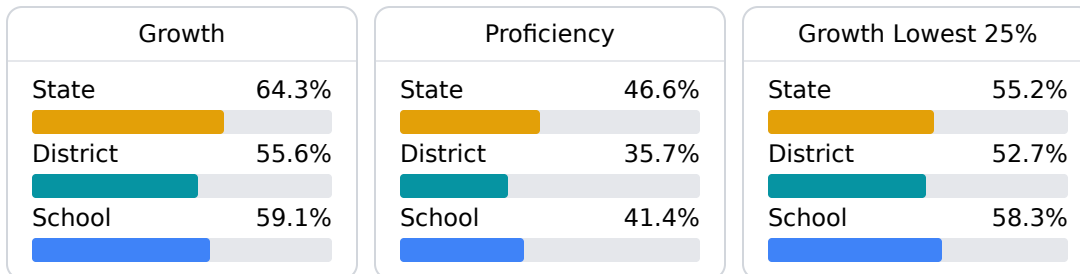 Growth
State 64.3%
District 55.6%
School 59.1%
Proficiency
State 46.6%
District 35.7%
School 41.4%
Growth Lowest 25%
State 55.2%
District 52.7%
School 58.3%